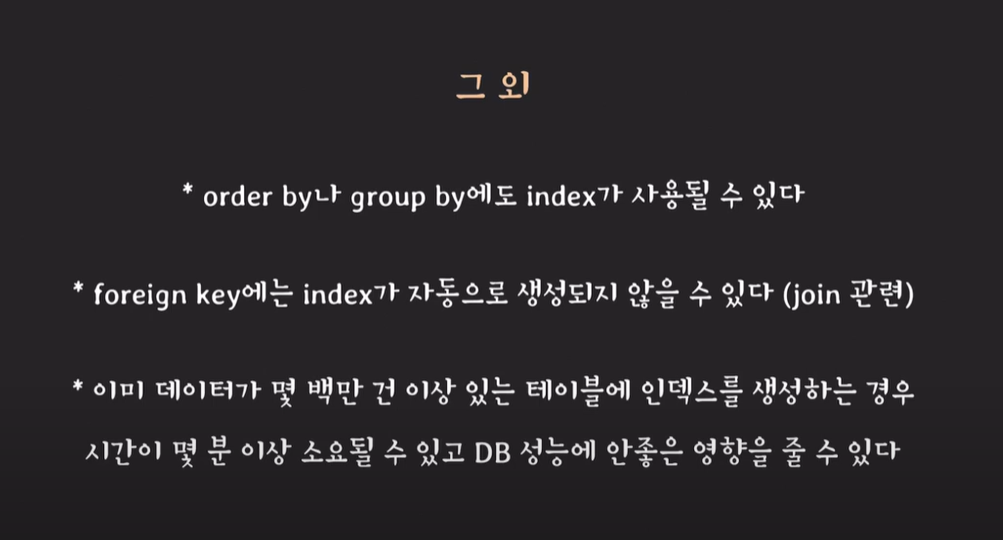 그 외
* order by나 group by에도 index가 사용될 수 있다
* foreign key에는 index가 자동으로 생성되지 않을 수 있다 (join 관련)
* 이미 데이터가 몇 백만 건 이상 있는 테이블에 인덱스를 생성하는 경우
시간이 몇 분 이상 소요될 수 있고 DB 성능에 안좋은 영향을 줄 수 있다